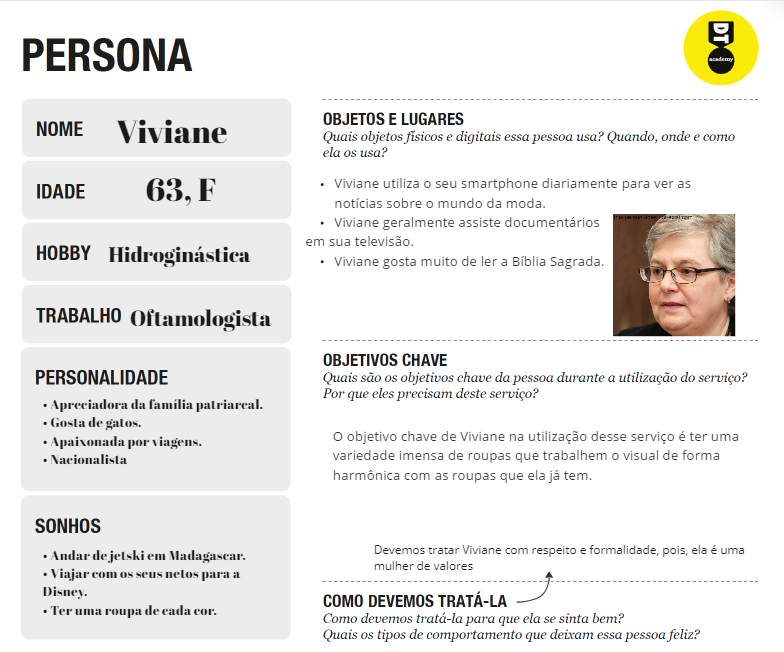 PERSONA
DT
academy
NOME Viviane
IDADE 63, F
HOBBY Hidroginástica
TRABALHO Oftamologista
PERSONALIDADE
• Apreciadora da família patriarcal.
• Gosta de gatos.
• Apaixonada por viagens.
• Nacionalista
SONHOS
• Andar de jetski em Madagascar.
• Viajar com os seus netos para a
Disney.
• Ter uma roupa de cada cor.
OBJETOS E LUGARES
Quais objetos físicos e digitais essa pessoa usa? Quando, onde e como
ela os usa?
• Viviane utiliza o seu smartphone diariamente para ver as
notícias sobre o mundo da moda.
• Viviane geralmente assiste documentários
em sua televisão.
• Viviane gosta muito de ler a Bíblia Sagrada.
OBJETIVOS CHAVE
Quais são os objetivos chave da pessoa durante a utilização do serviço?
Por que eles precisam deste serviço?
O objetivo chave de Viviane na utilização desse serviço é ter uma
variedade imensa de roupas que trabalhem o visual de forma
harmônica com as roupas que ela já tem.
Devemos tratar Viviane com respeito e formalidade, pois, ela é uma
mulher de valores
COMO DEVEMOS TRATÁ-LA
Como devemos tratá-la para que ela se sinta bem?
Quais os tipos de comportamento que deixam essa pessoa feliz?